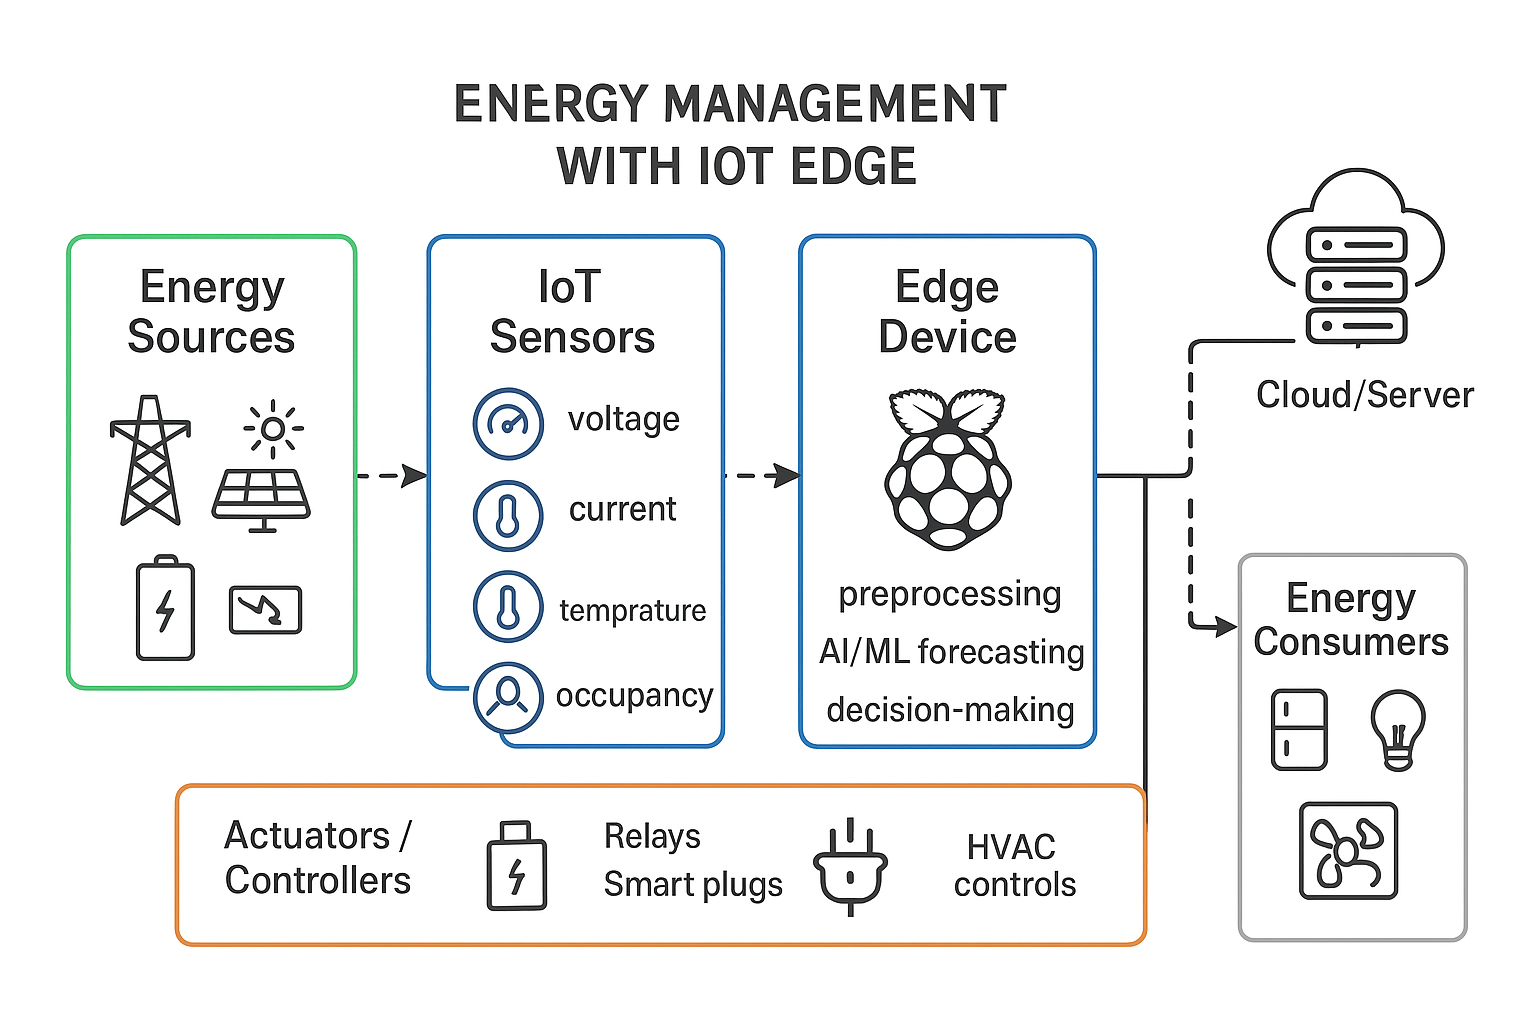 ENERGY MANAGEMENT
WITH IOT EDGE
Energy
Sources
IoT
Sensors
voltage
current
temprature
occupancy
Edge
Device
preprocessing
AI/ML forecasting
decision-making
Cloud/Server
Energy
Consumers
Actuators /
Controllers
Relays
Smart plugs
HVAC
controls